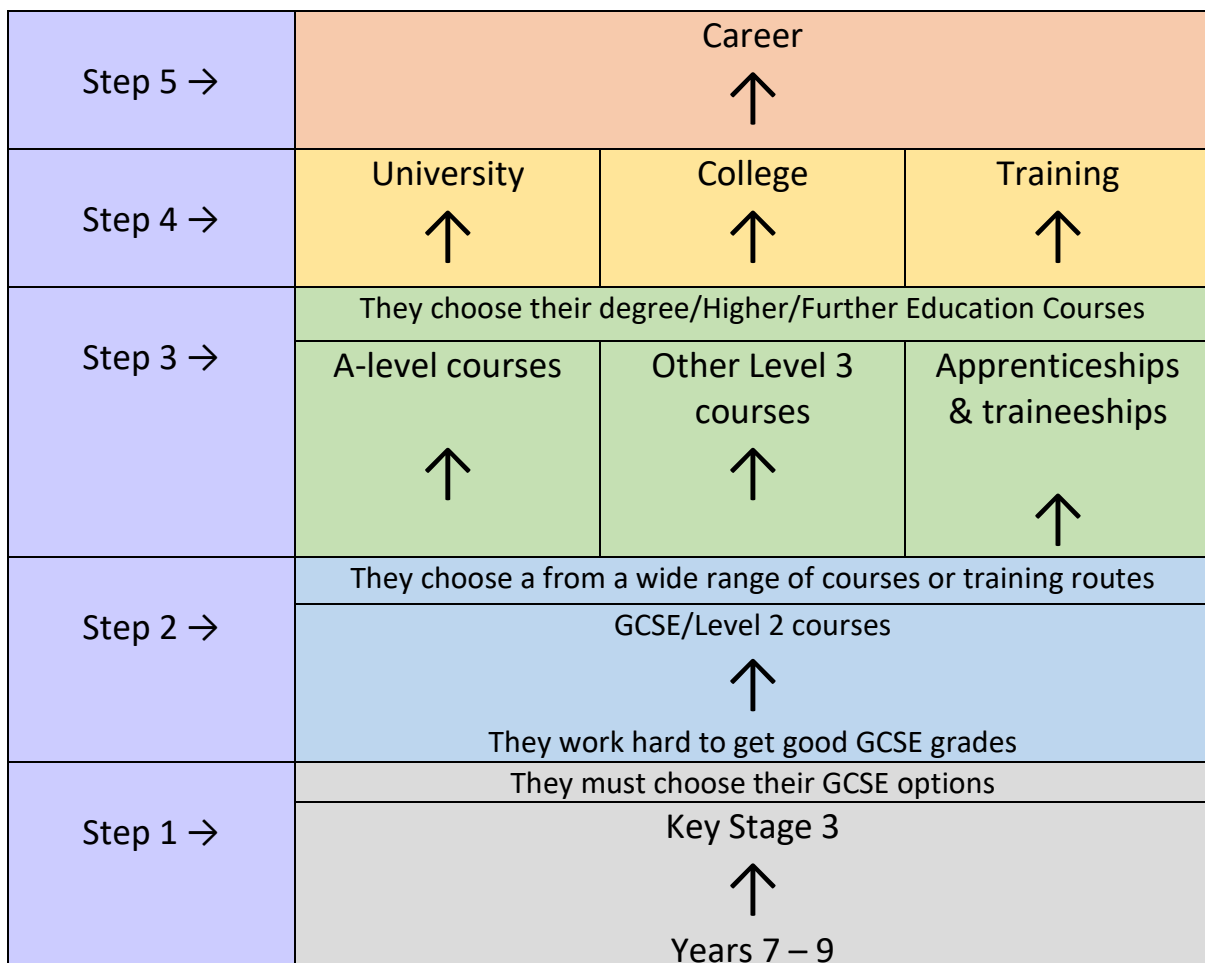 Step 5 →
Career
↑
Step 4 →
University
College
Training
↑ ↑ ↑
They choose their degree/Higher/Further Education Courses
Step 3 →
A-level courses
Other Level 3
courses
Apprenticeships
& traineeships
↑ ↑ ↑
They choose a from a wide range of courses or training routes
Step 2 →
GCSE/Level 2 courses
↑
They work hard to get good GCSE grades
They must choose their GCSE options
Step 1 →
Key Stage 3
↑
Years 7 – 9